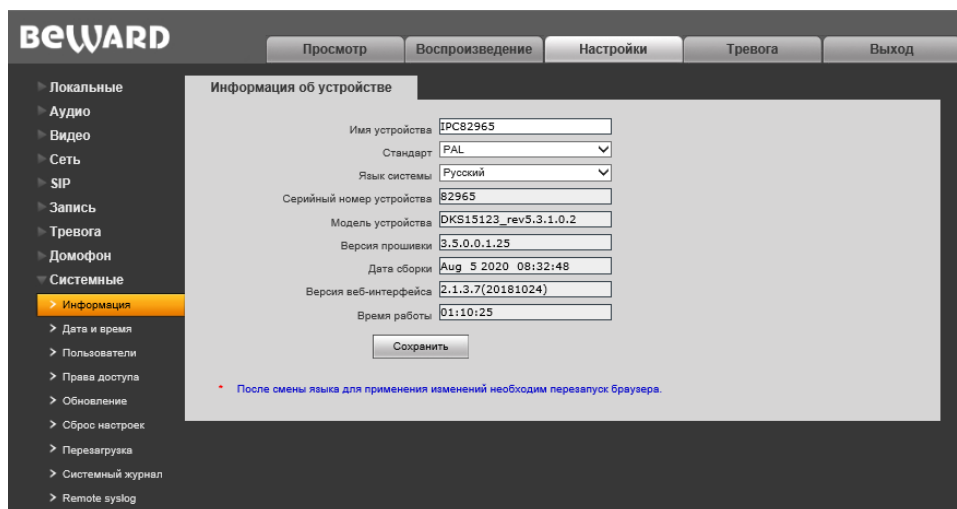 BEWARD
Просмотр
Воспроизведение
Настройки
Тревога
Выход
Локальные
Аудио
Видео
Сеть
SIP
Запись
Тревога
Домофон
Системные
Информация
Дата и время
Пользователи
Права доступа
Обновление
Сброс настроек
Перезагрузка
Системный журнал
Remote syslog
Информация об устройстве
Имя устройства IPC82965
Стандарт PAL
Язык системы Русский
Серийный номер устройства 82965
Модель устройства DKS15123_rev5.3.1.0.2
Версия прошивки 3.5.0.0.1.25
Дата сборки Aug 5 2020 08:32:48
Версия веб-интерфейса 2.1.3.7(20181024)
Время работы 01:10:25
Сохранить
* После смены языка для применения изменений необходим перезапуск браузера.